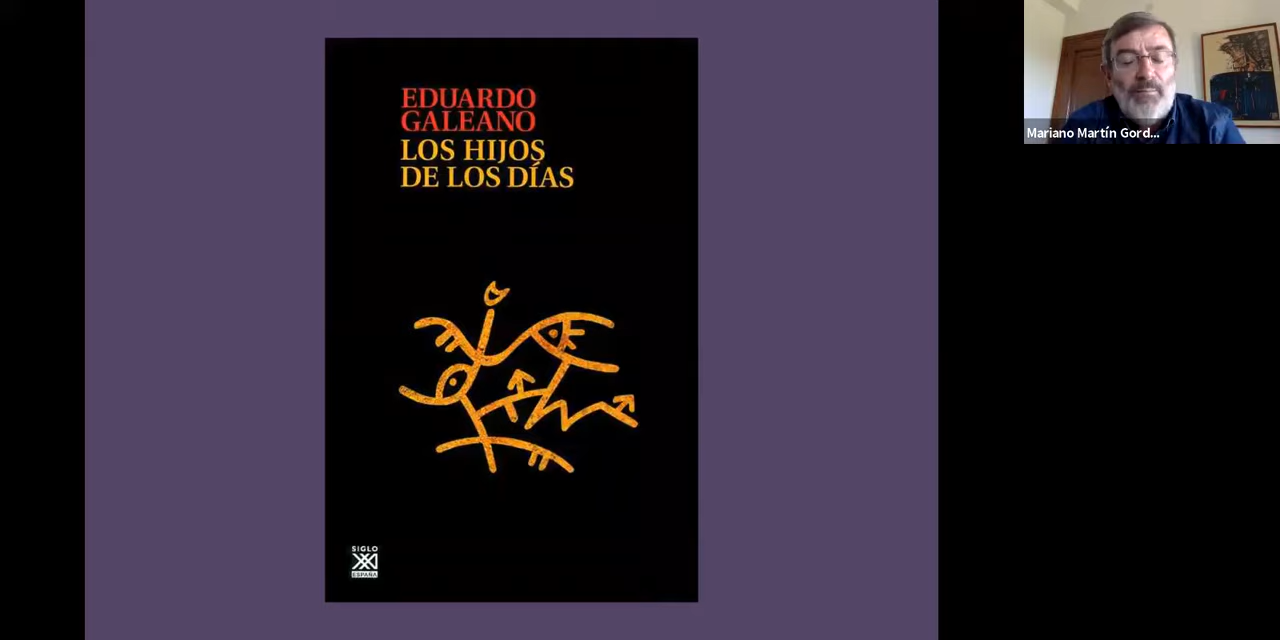 EDUARDO
GALEANO
LOS HIJOS
DE LOS DÍAS
SIGLO
XXI
ESPAÑA
Mariano Martín Gord...